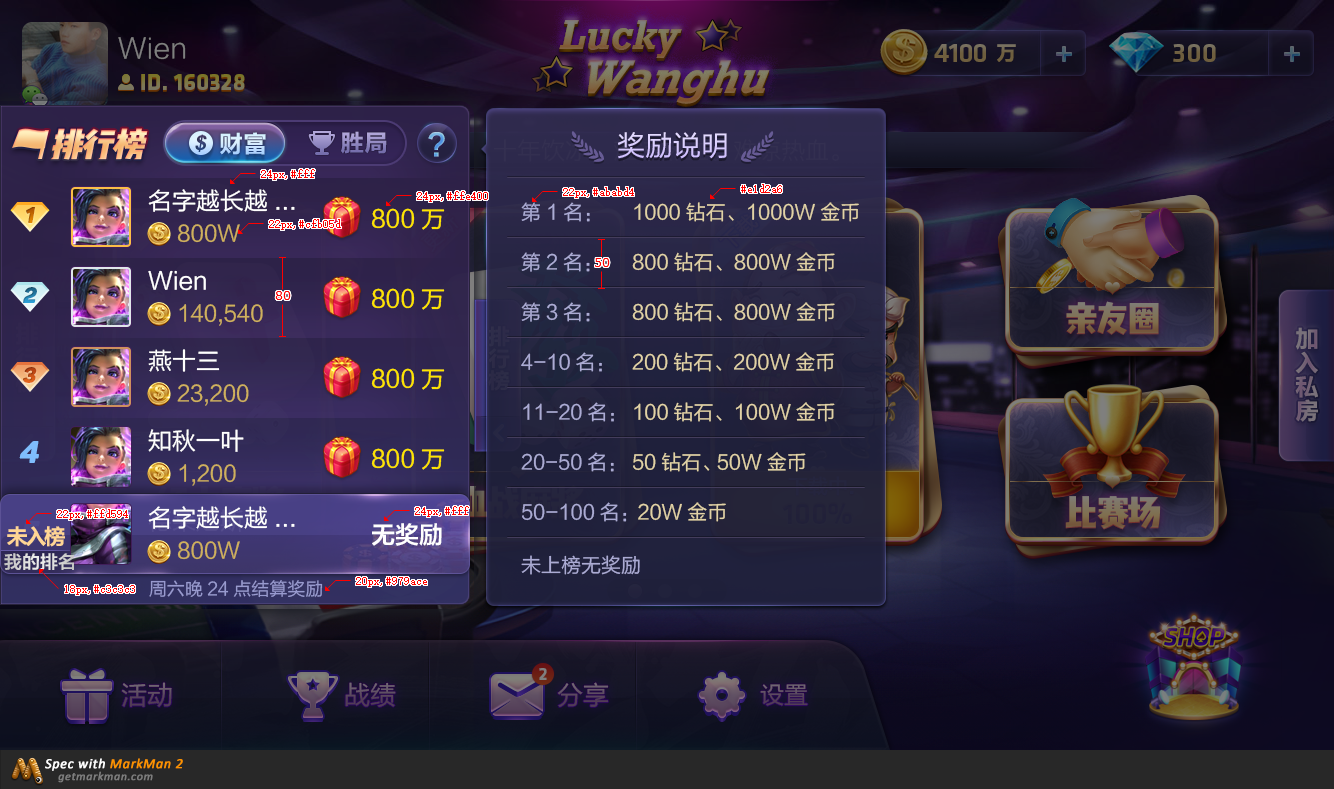 Wien
ID. 160328
Lucky
Wanghu
4100 万
300
排行榜
财富
胜局
?
24px,#fff
1
名字越长越 ...
800W
22px,#cfb05d
24px,#ffe400
800 万
2
Wien
140,540
80
800 万
3
燕十三
23,200
800 万
4
知秋一叶
1,200
800 万
22px,#ffd594
未入榜
我的排名
18px,#c3c3c3
名字越长越 ...
800W
24px,#fff
无奖励
周六晚 24 点结算奖励
20px,#979aca
奖励说明
22px,#ababd4
#e1d2a6
第 1 名:
1000 钻石、1000W 金币
第 2 名:
50
800 钻石、800W 金币
第 3 名:
800 钻石、800W 金币
4-10 名:
200 钻石、200W 金币
11-20 名:
100 钻石、100W 金币
20-50 名:
50 钻石、50W 金币
50-100 名:
20W 金币
未上榜无奖励
亲友圈
比赛场
加入私房
SHOP
活动
战绩
2
分享
设置
Spec with MarkMan 2
getmarkman.com